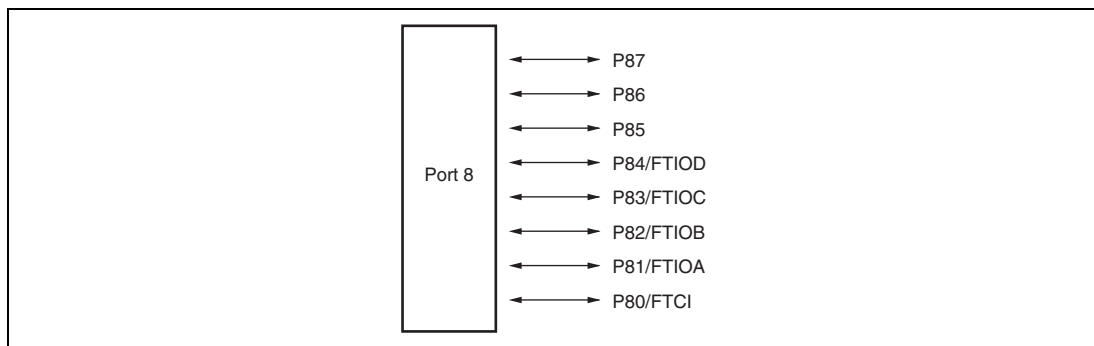 P87
P86
P85
P84/FTIOD
Port 8
P83/FTIOC
P82/FTIOB
P81/FTIOA
P80/FTCI